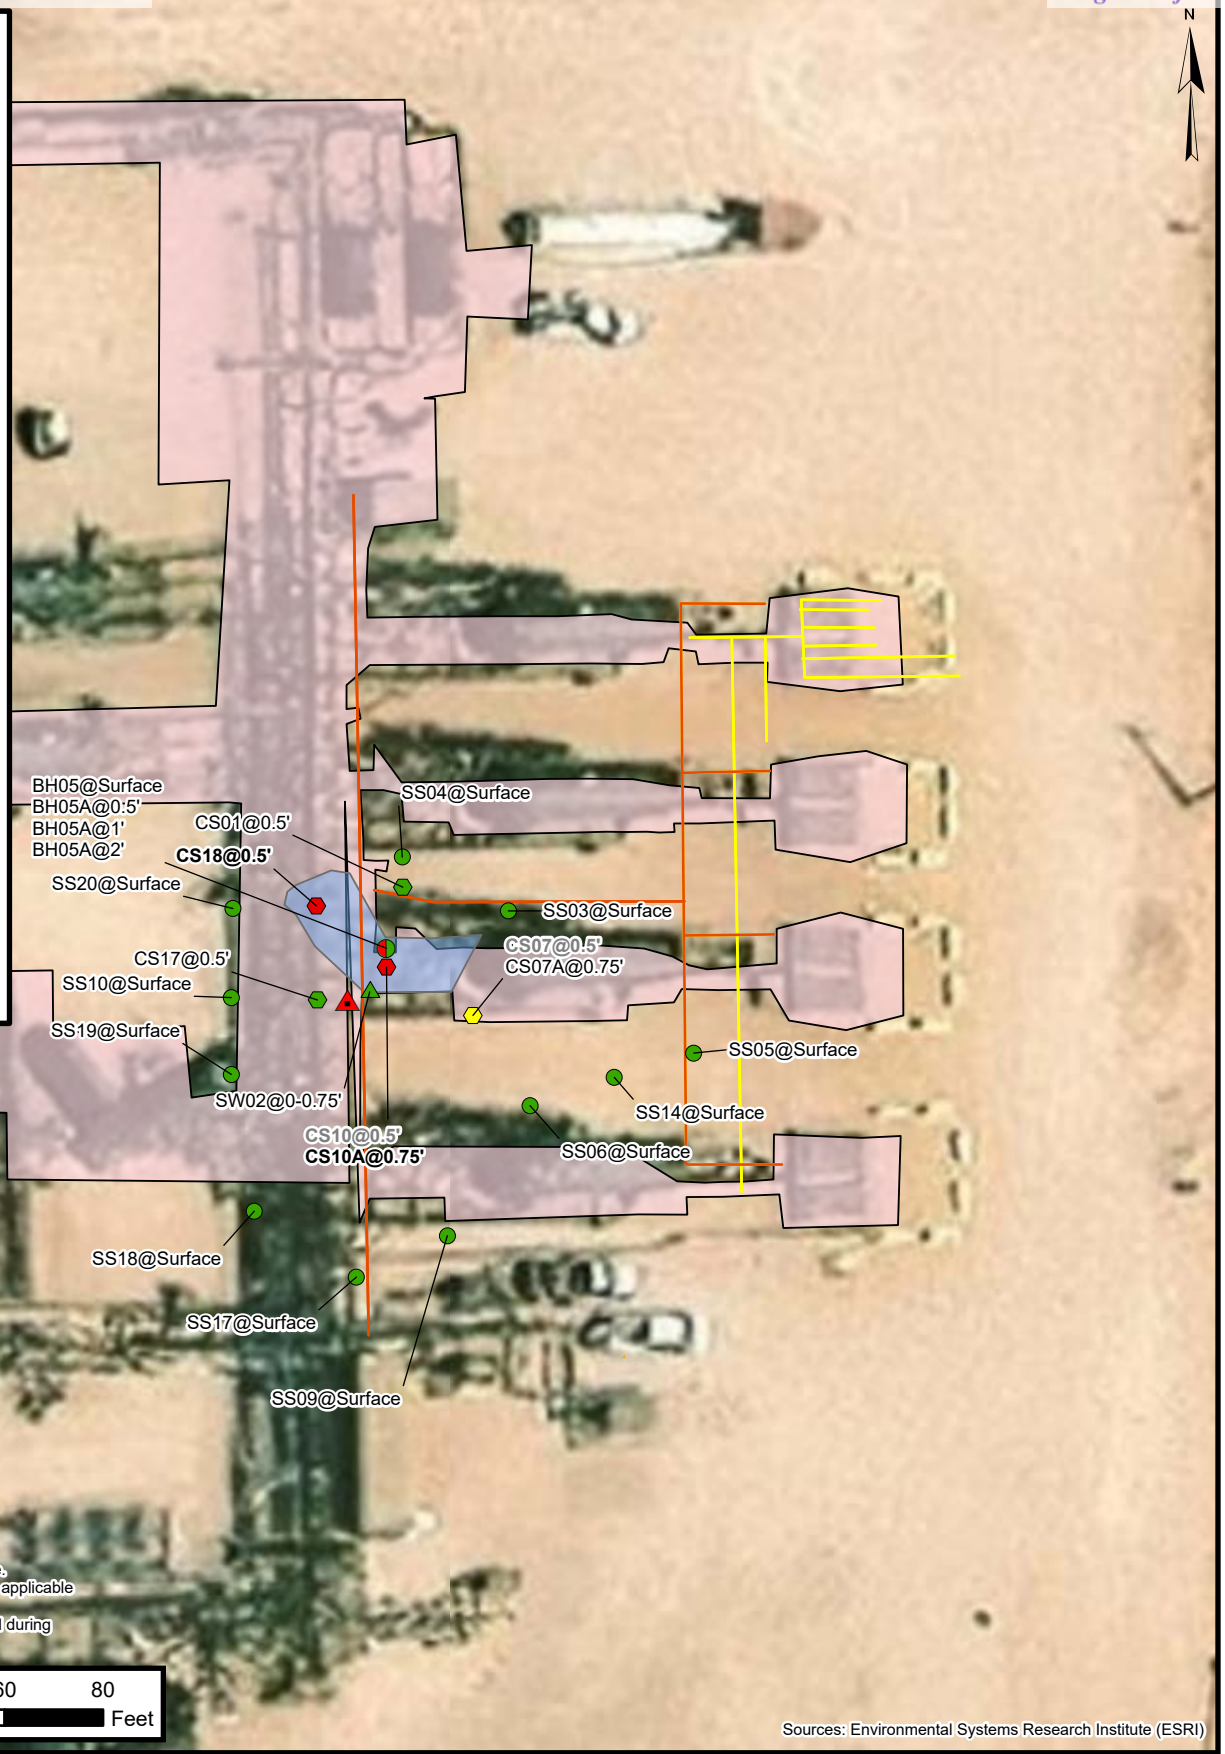 N
BH05@Surface
BH05A@0.5'
BH05A@1'
BH05A@2'
SS04@Surface
CS01@0.5'
CS18@0.5'
SS20@Surface
SS03@Surface
CS07@0.5'
CS07A@0.75'
CS17@0.5'
SS10@Surface
SS19@Surface
SS05@Surface
SW02@0-0.75'
SS14@Surface
CS10@0.5'
CS10A@0.75'
SS06@Surface
SS18@Surface
SS17@Surface
SS09@Surface
applicable
during
60 80
Feet
Sources: Environmental Systems Research Institute (ESRI)